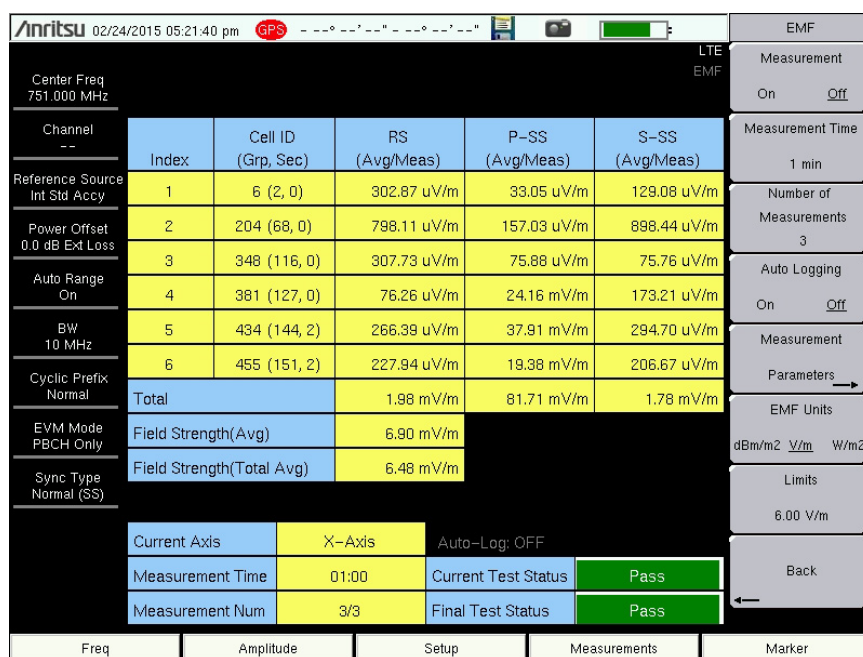 Anritsu 02/24/2015 05:21:40 pm GPS - --° --'--" - --° --'--"
EMF
LTE
EMF
Center Freq
751.000 MHz
Channel
--
Reference Source
Int Std Accy
Power Offset
0.0 dB Ext Loss
Auto Range
On
BW
10 MHz
Cyclic Prefix
Normal
EVM Mode
PBCH Only
Sync Type
Normal (SS)
Index Cell ID (Grp, Sec) RS (Avg/Meas) P-SS (Avg/Meas) S-SS (Avg/Meas)
1 6 (2, 0) 302.87 uV/m 33.05 uV/m 129.08 uV/m
2 204 (68, 0) 798.11 uV/m 157.03 uV/m 898.44 uV/m
3 348 (116, 0) 307.73 uV/m 75.88 uV/m 75.76 uV/m
4 381 (127, 0) 76.26 uV/m 24.16 mV/m 173.21 uV/m
5 434 (144, 2) 266.39 uV/m 37.91 mV/m 294.70 uV/m
6 455 (151, 2) 227.94 uV/m 19.38 mV/m 206.67 uV/m
Total 1.98 mV/m 81.71 mV/m 1.78 mV/m
Field Strength(Avg) 6.90 mV/m
Field Strength(Total Avg) 6.48 mV/m
Current Axis X-Axis Auto-Log: OFF
Measurement Time 01:00 Current Test Status Pass
Measurement Num 3/3 Final Test Status Pass
Measurement
On Off
Measurement Time
1 min
Number of
Measurements
3
Auto Logging
On Off
Measurement
Parameters
EMF Units
dBm/m2 V/m W/m2
Limits
6.00 V/m
Back
Freq Amplitude Setup Measurements Marker